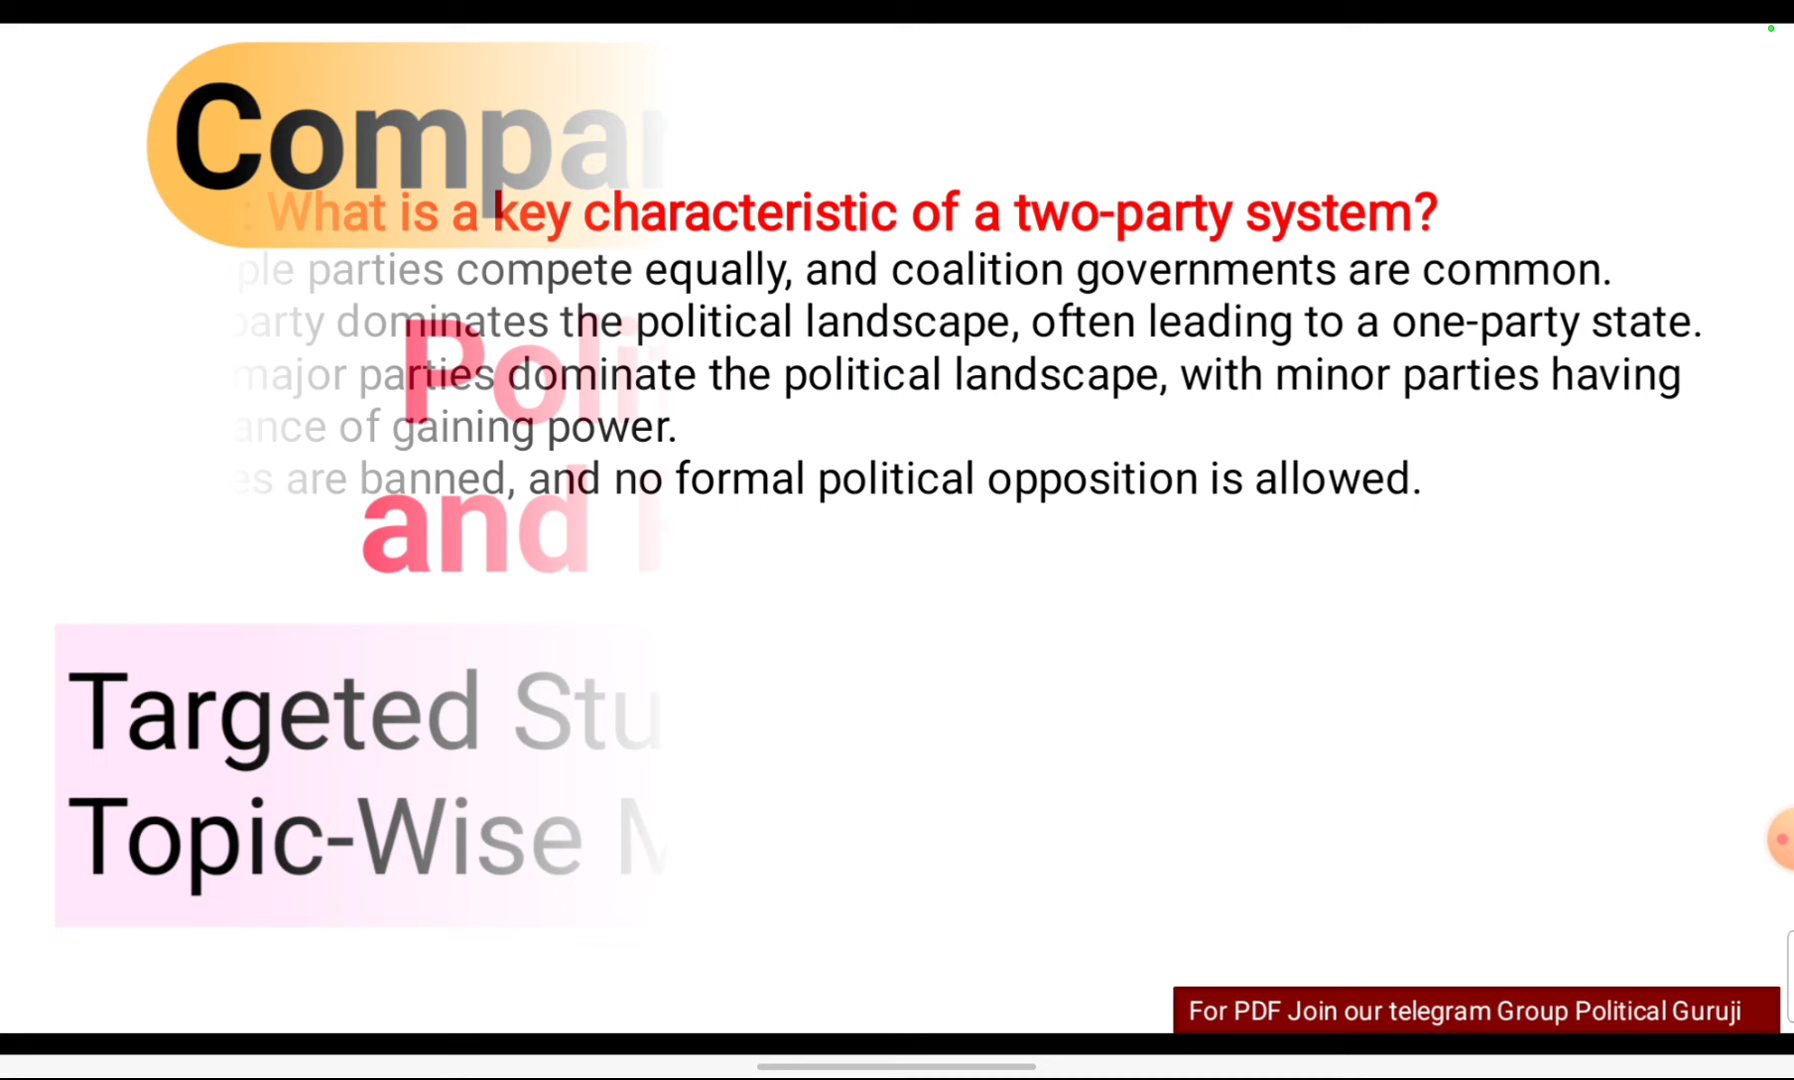 Compar
: What is a key characteristic of a two-party system?
ple parties compete equally, and coalition governments are common.
party dominates the political landscape, often leading to a one-party state.
major parties dominate the political landscape, with minor parties having
ance of gaining power.
es are banned, and no formal political opposition is allowed.
Polit
and
Targeted Stu
Topic-Wise M
For PDF Join our telegram Group Political Guruji